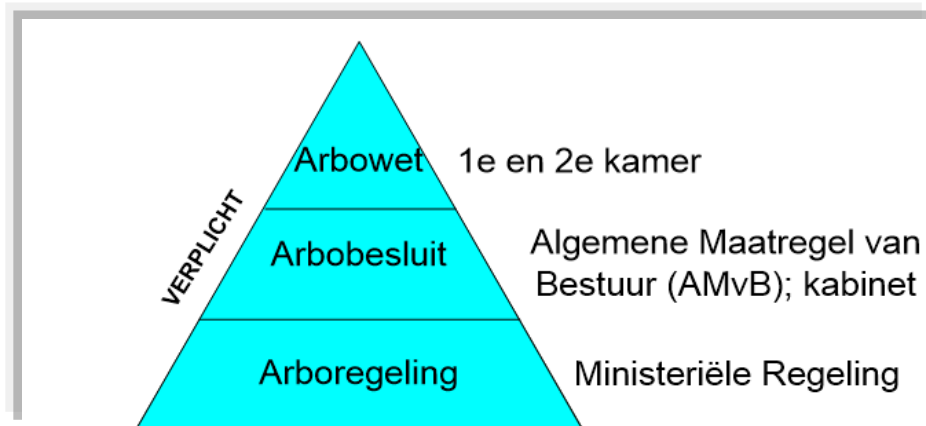 Arbowet 1e en 2e kamer
VERPLICHT
Arbobesluit
Algemene Maatregel van
Bestuur (AMvB); kabinet
Arboregeling Ministeriële Regeling